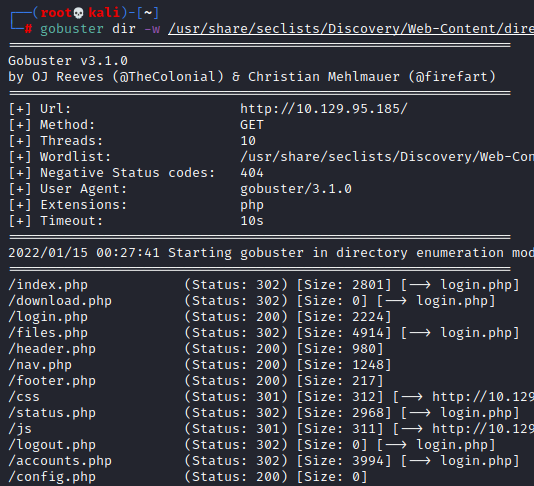 ┌──(root💀kali)-[~]
└─# gobuster dir -w /usr/share/seclists/Discovery/Web-Content/dire
===============================================================
Gobuster v3.1.0
by OJ Reeves (@TheColonial) & Christian Mehlmauer (@firefart)
===============================================================
[+] Url: http://10.129.95.185/
[+] Method: GET
[+] Threads: 10
[+] Wordlist: /usr/share/seclists/Discovery/Web-Cont
[+] Negative Status codes: 404
[+] User Agent: gobuster/3.1.0
[+] Extensions: php
[+] Timeout: 10s
===============================================================
2022/01/15 00:27:41 Starting gobuster in directory enumeration mod
===============================================================
/index.php (Status: 302) [Size: 2801] [--> login.php]
/download.php (Status: 302) [Size: 0] [--> login.php]
/login.php (Status: 200) [Size: 2224]
/files.php (Status: 302) [Size: 4914] [--> login.php]
/header.php (Status: 200) [Size: 980]
/nav.php (Status: 200) [Size: 1248]
/footer.php (Status: 200) [Size: 217]
/css (Status: 301) [Size: 312] [--> http://10.129
/status.php (Status: 302) [Size: 2968] [--> login.php]
/js (Status: 301) [Size: 311] [--> http://10.129
/logout.php (Status: 302) [Size: 0] [--> login.php]
/accounts.php (Status: 302) [Size: 3994] [--> login.php]
/config.php (Status: 200) [Size: 0]